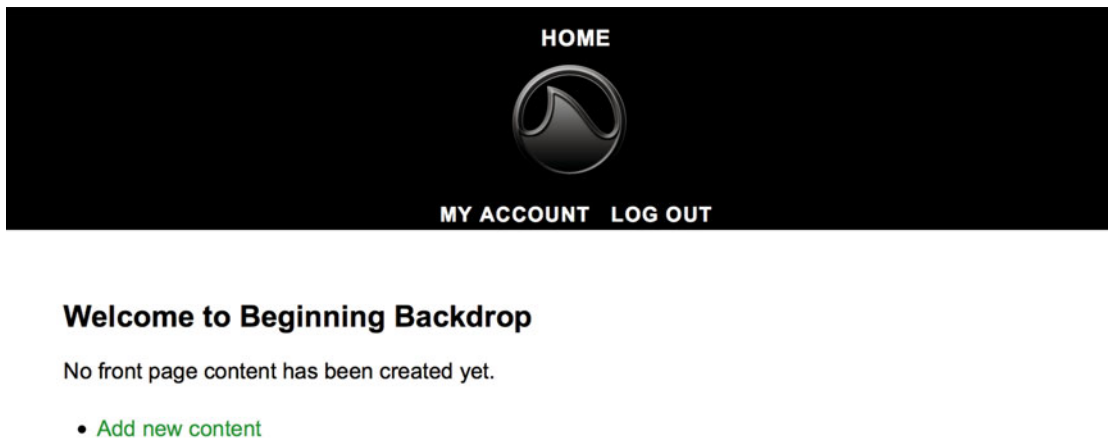 HOME
MY ACCOUNT LOG OUT
Welcome to Beginning Backdrop
No front page content has been created yet.
• Add new content